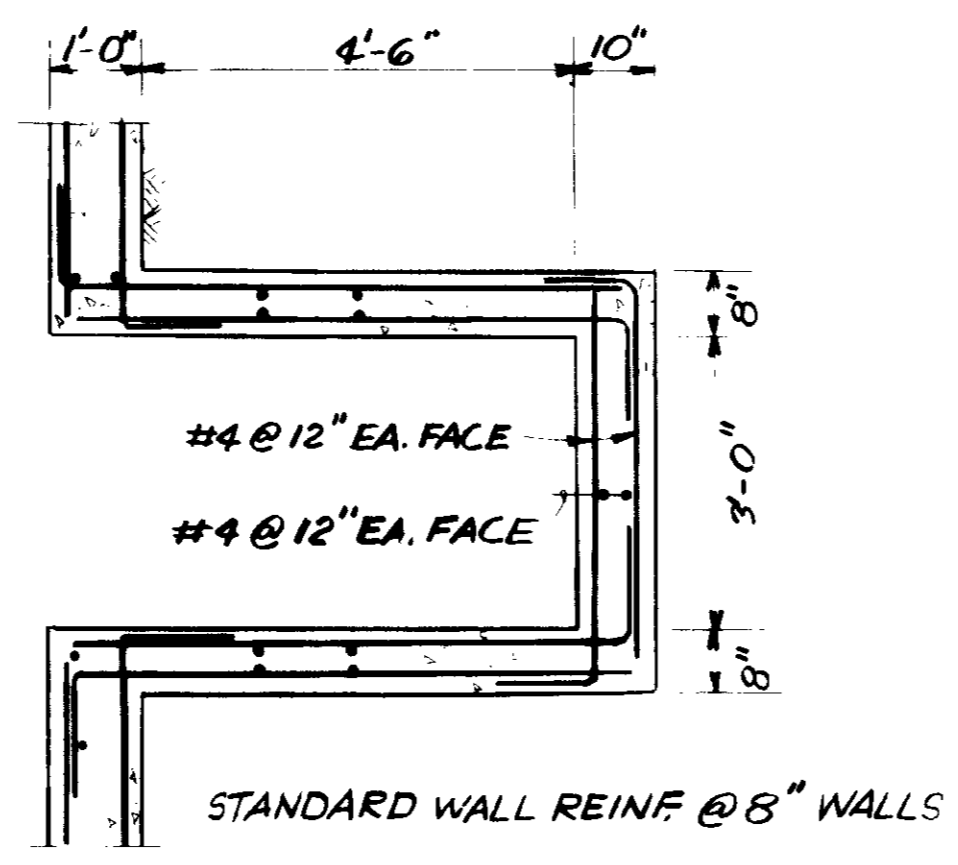 1'-0" 4'-6" 10"
8"
#4 @ 12" EA. FACE
3'-0"
#4 @ 12" EA. FACE
8"
STANDARD WALL REINF. @ 8" WALLS